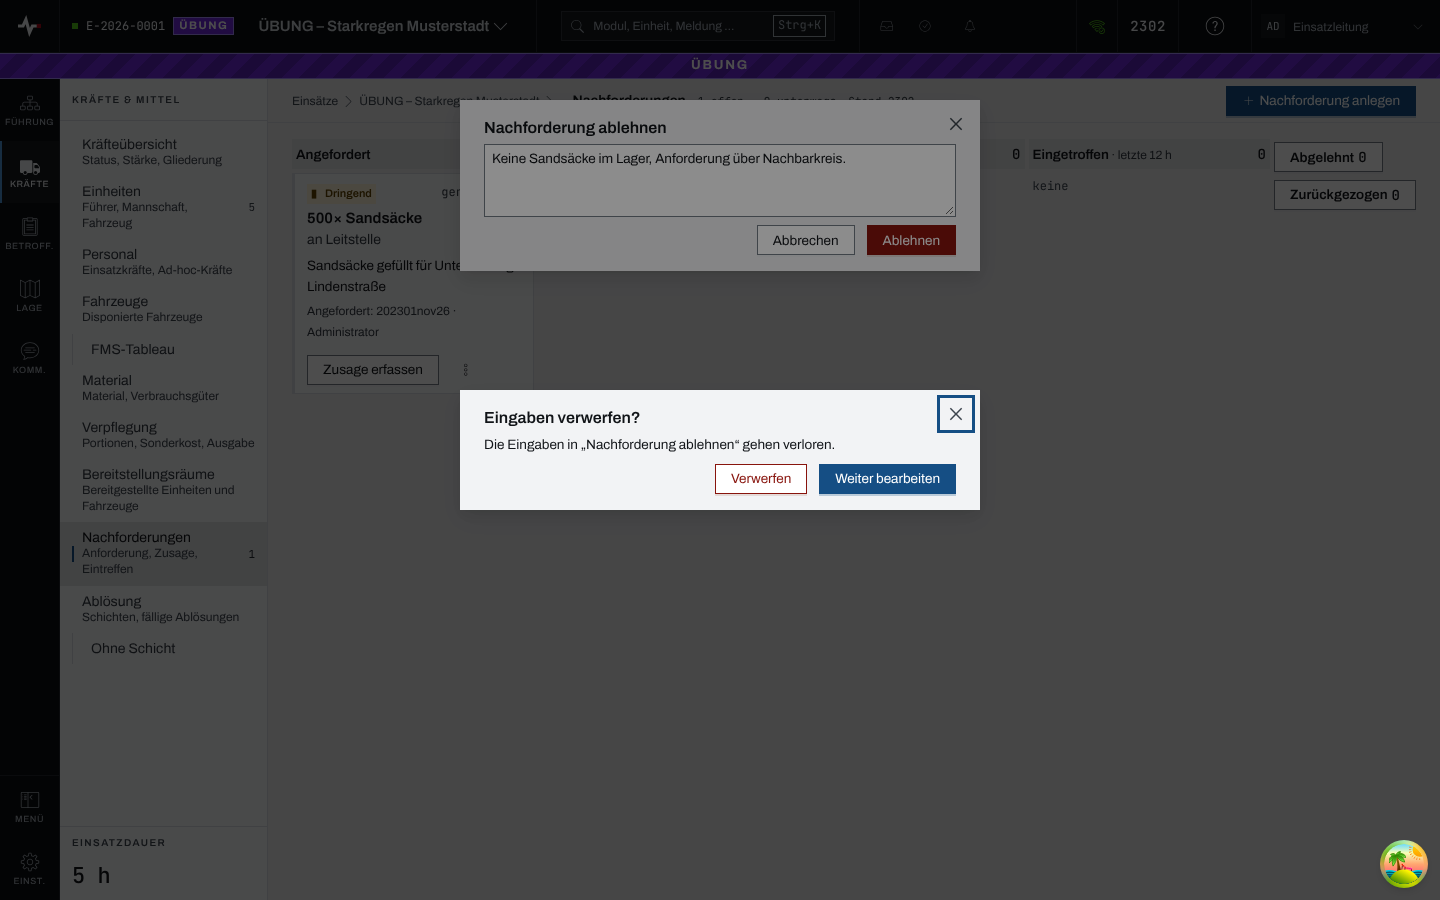 E-2026-0001 ÜBUNG ÜBUNG – Starkregen Musterstadt Modul, Einheit, Meldung ... Strg+K 2302 AD Einsatzleitung
ÜBUNG
FÜHRUNG
KRÄFTE
BETROFF.
LAGE
KOMM.
MENÜ
EINST.
KRÄFTE & MITTEL
Kräfteübersicht
Status, Stärke, Gliederung
Einheiten
Führer, Mannschaft, Fahrzeug
5
Personal
Einsatzkräfte, Ad-hoc-Kräfte
Fahrzeuge
Disponierte Fahrzeuge
FMS-Tableau
Material
Material, Verbrauchsgüter
Verpflegung
Portionen, Sonderkost, Ausgabe
Bereitstellungsräume
Bereitgestellte Einheiten und
Fahrzeuge
Nachforderungen
Anforderung, Zusage,
Eintreffen
1
Ablösung
Schichten, fällige Ablösungen
Ohne Schicht
EINSATZDAUER
5 h
Einsätze ÜBUNG – Starkregen Musterstadt
Nachforderung anlegen
Angefordert
0 Eingetroffen · letzte 12 h 0
keine
Abgelehnt 0
Zurückgezogen 0
Dringend
500× Sandsäcke
an Leitstelle
Sandsäcke gefüllt für
Lindenstraße
Angefordert: 202301nov26 ·
Administrator
Zusage erfassen
Nachforderung ablehnen
Keine Sandsäcke im Lager, Anforderung über Nachbarkreis.
Abbrechen Ablehnen
Eingaben verwerfen?
Die Eingaben in „Nachforderung ablehnen“ gehen verloren.
Verwerfen Weiter bearbeiten